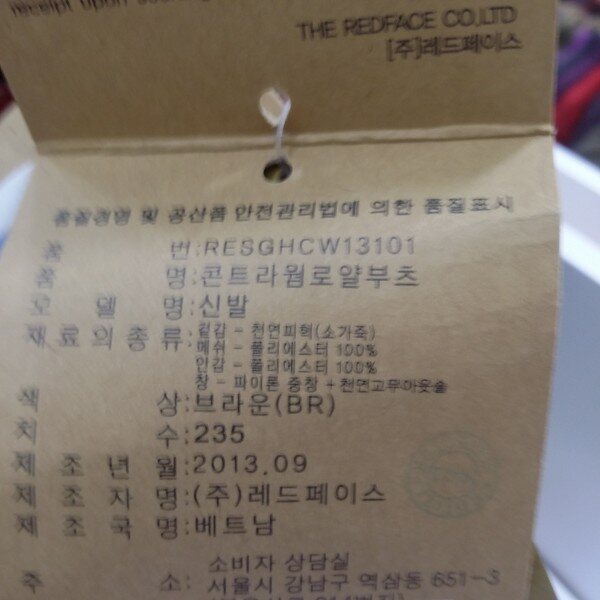 receipt upon
THE REDFACE CO.LTD
[주]레드페이스
품질경영 및 공산품 안전관리법에 의한 품질표시
품 번:RESGHCW13101
품 명:콘트라웜로얄부츠
모 델 명:신발
재료의종류:겉감 - 천연피혁(소가죽)
메쉬 - 폴리에스터 100%
안감 - 폴리에스터 100%
창 - 파이론 중창 + 천연고무아웃솔
색 상:브라운(BR)
치 수:235
제조년월:2013.09
제조자명:(주)레드페이스
제조국명:베트남
소비자 상담실
주 소:서울시 강남구 역삼동 651-3